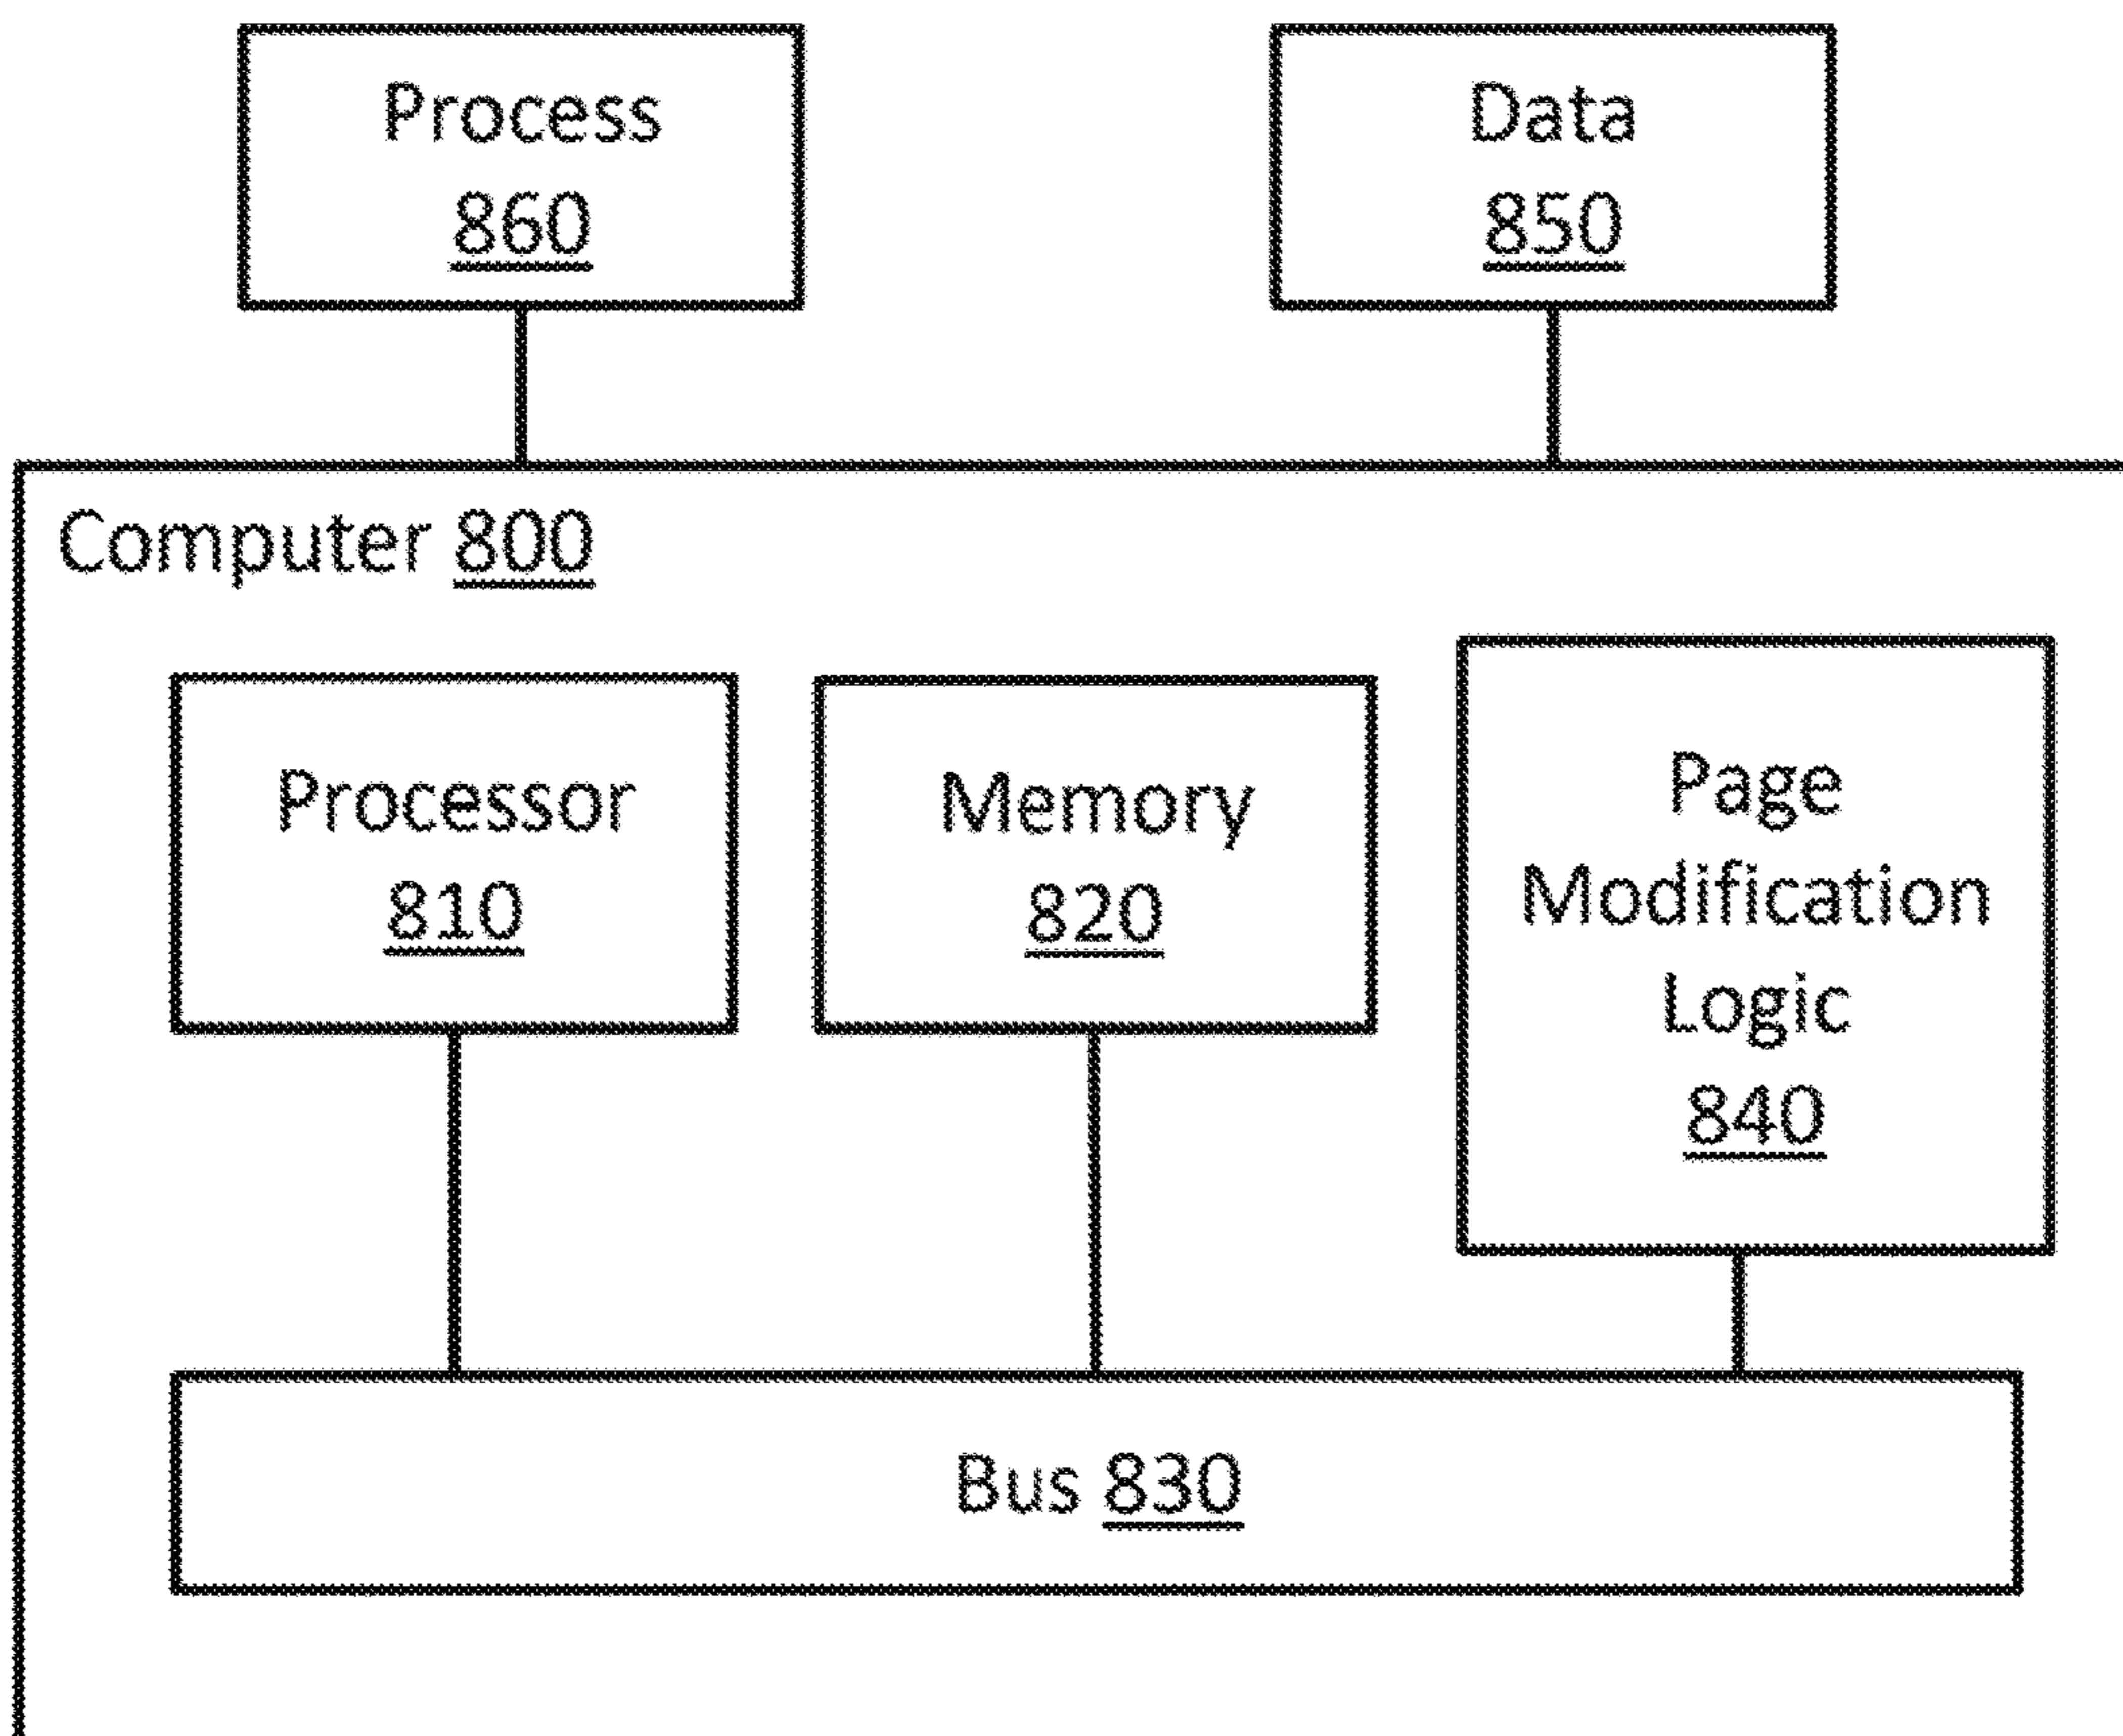 Process
860
Data
850
Computer 800
Processor
810
Memory
820
Page
Modification
Logic
840
Bus 830